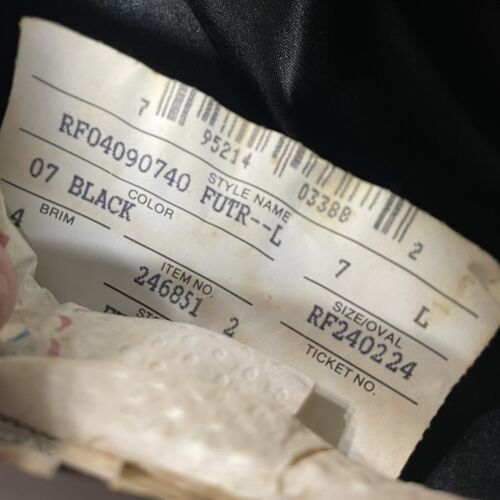 7 95214 03388 2
RF04090740 FUTR--L
STYLE NAME
07 BLACK
COLOR
7 L
SIZE/OVAL
4
BRIM
246851 2
ITEM NO.
RF240224
TICKET NO.